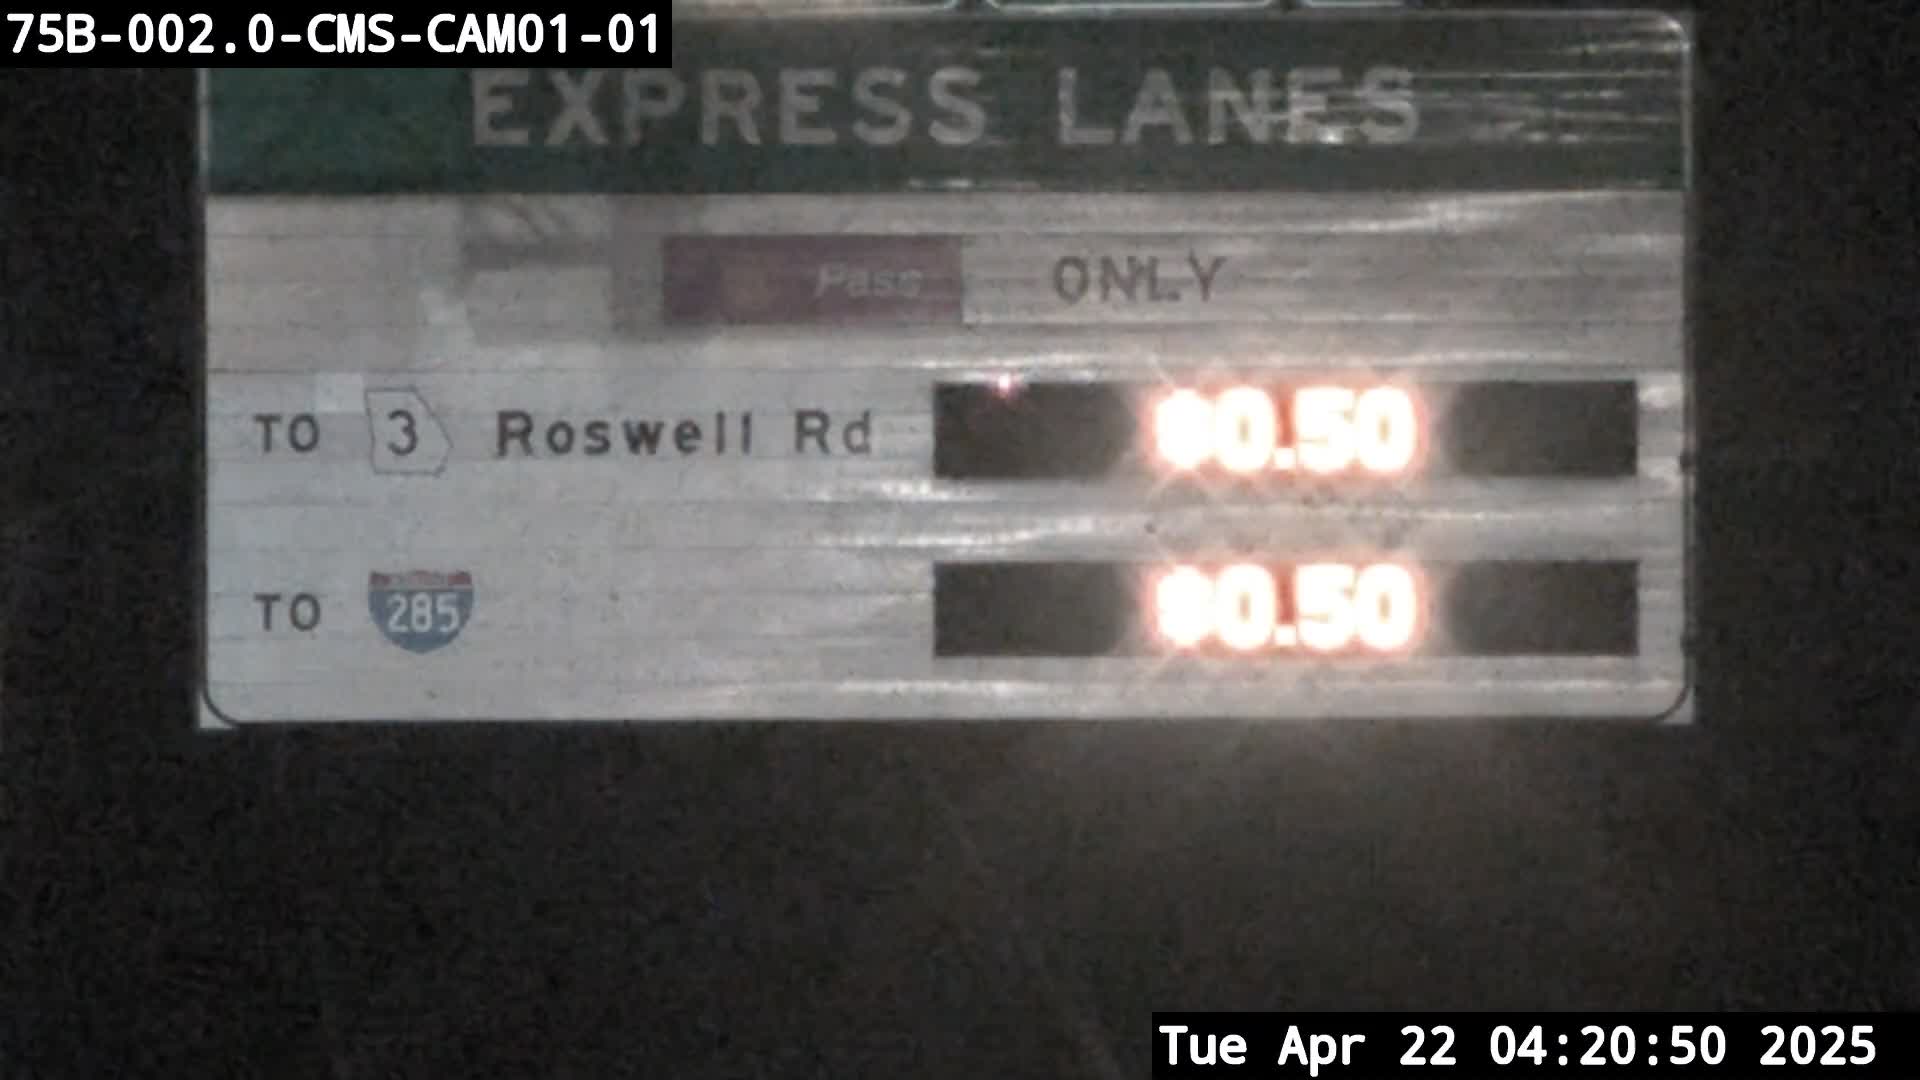 75B-002.0-CMS-CAM01-01
EXPRESS LANES
Pass ONLY
TO 3 Roswell Rd $0.50
TO 285 $0.50
Tue Apr 22 04:20:50 2025